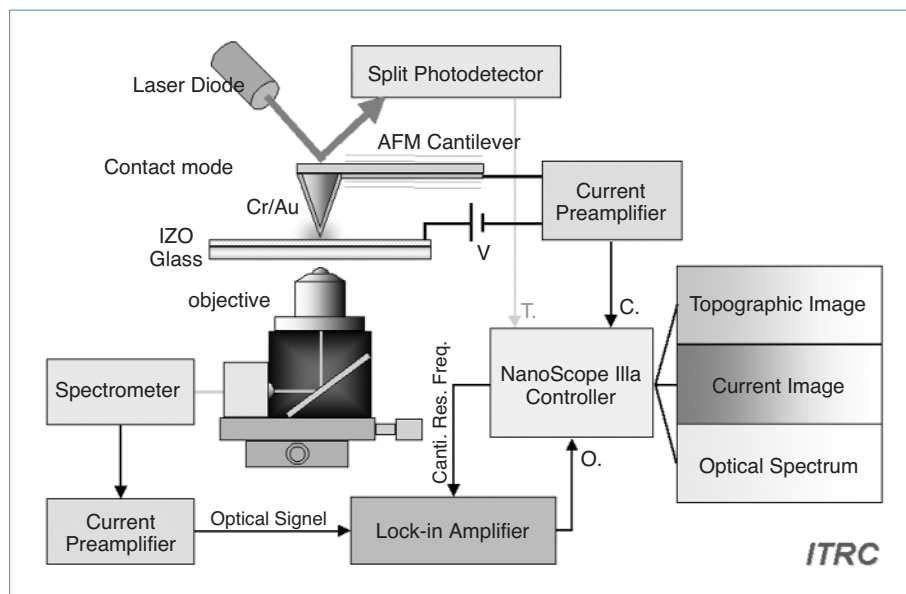 Laser Diode
Split Photodetector
AFM Cantilever
Contact mode
Cr/Au
Current
Preamplifier
IZO
Glass
V
objective
T.
C.
Topographic Image
Current Image
Optical Spectrum
NanoScope IIIa
Controller
Spectrometer
Canti. Res. Freq.
O.
Current
Preamplifier
Optical Signel
Lock-in Amplifier
ITRC